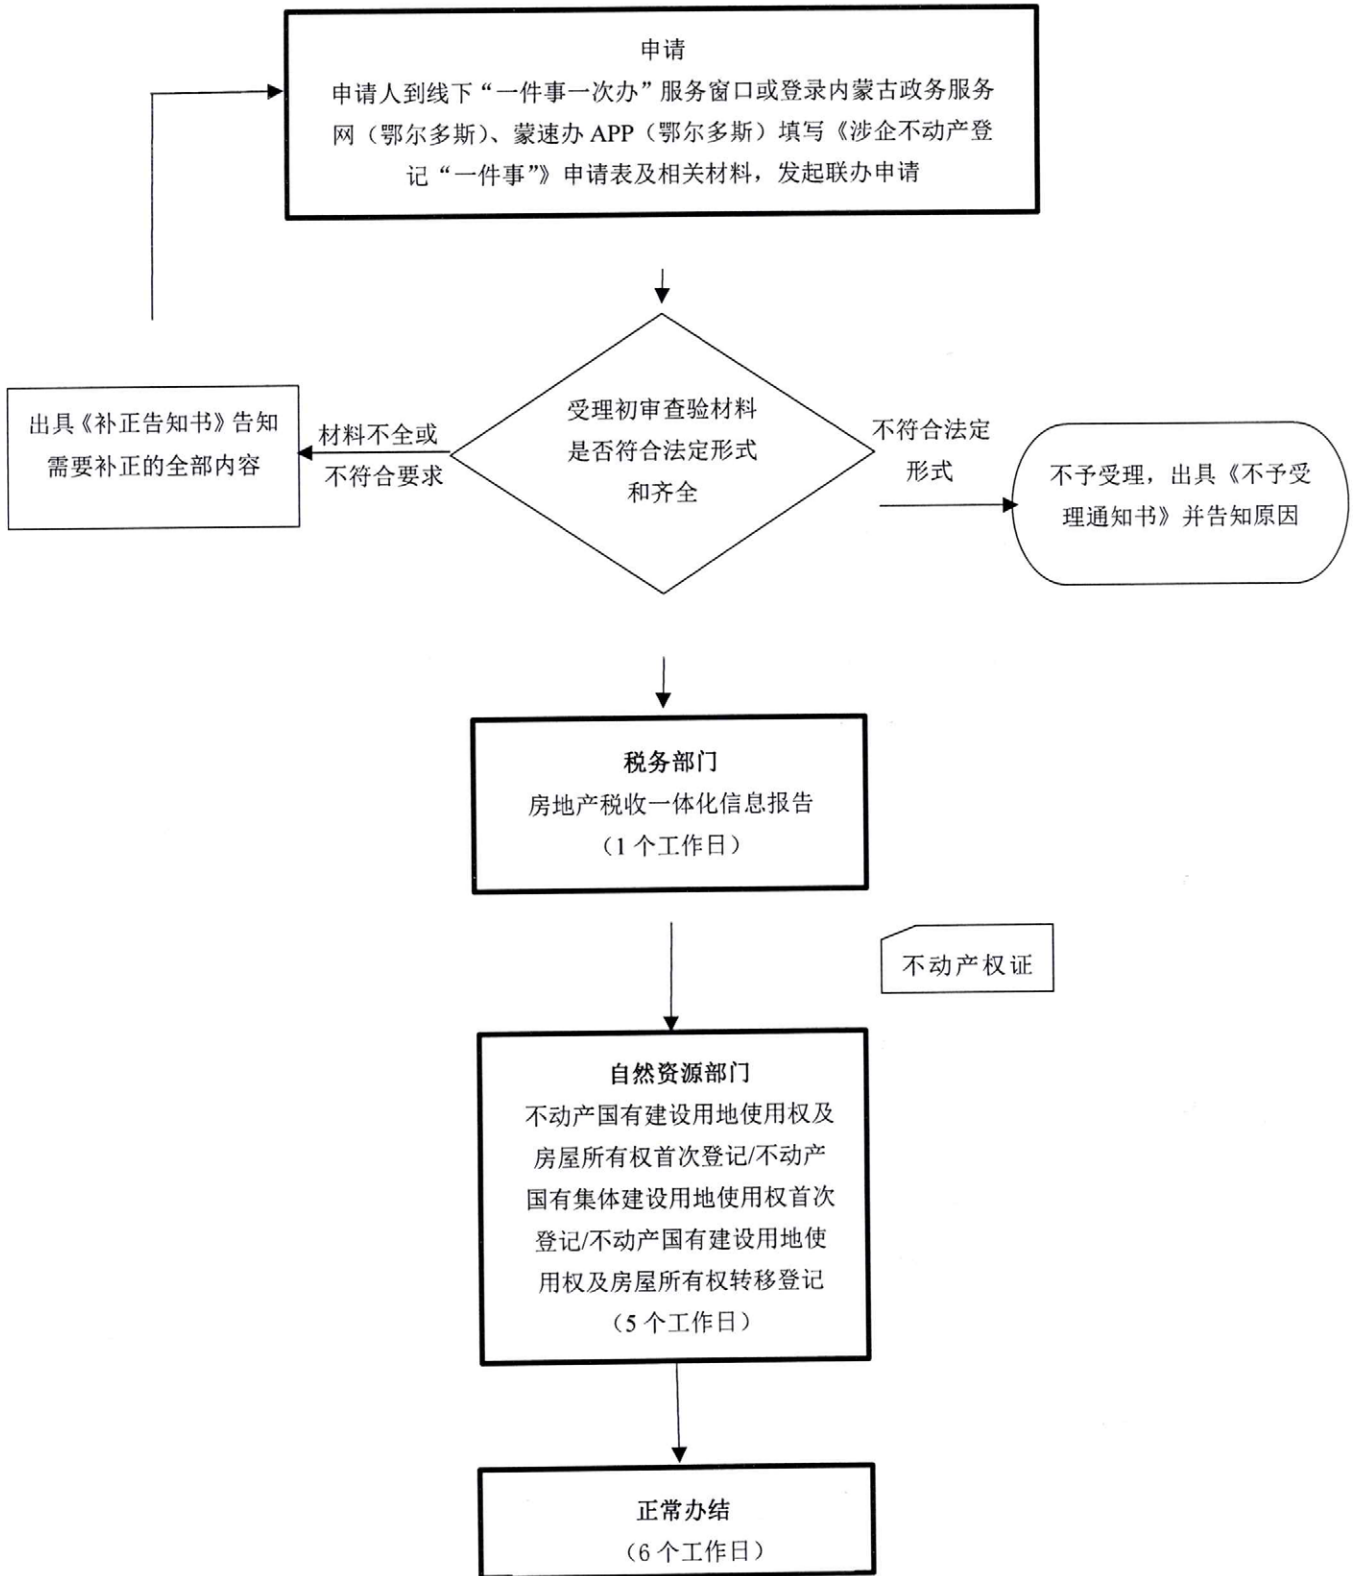 申请
申请人到线下“一件事一次办”服务窗口或登录内蒙古政务服务
网（鄂尔多斯）、蒙速办 APP（鄂尔多斯）填写《涉企不动产登
记“一件事”》申请表及相关材料，发起联办申请
受理初审查验材料
是否符合法定形式
和齐全
材料不全或
不符合要求
出具《补正告知书》告知
需要补正的全部内容
不符合法定
形式
不予受理，出具《不予受
理通知书》并告知原因
税务部门
房地产税收一体化信息报告
（1 个工作日）
不动产权证
自然资源部门
不动产国有建设用地使用权及
房屋所有权首次登记/不动产
国有集体建设用地使用权首次
登记/不动产国有建设用地使
用权及房屋所有权转移登记
（5 个工作日）
正常办结
（6 个工作日）